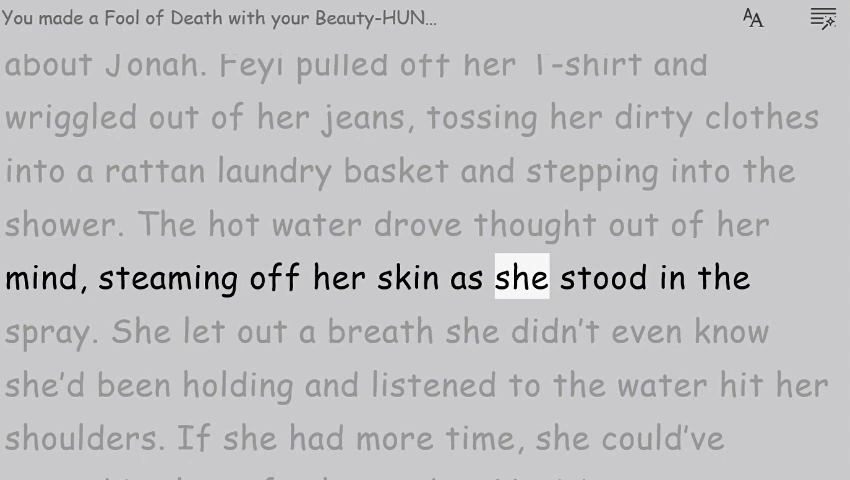 You made a Fool of Death with your Beauty-HUN...
AA
about Jonah. Feyi pulled off her T-shirt and
wriggled out of her jeans, tossing her dirty clothes
into a rattan laundry basket and stepping into the
shower. The hot water drove thought out of her
mind, steaming off her skin as she stood in the
spray. She let out a breath she didn't even know
she'd been holding and listened to the water hit her
shoulders. If she had more time, she could've